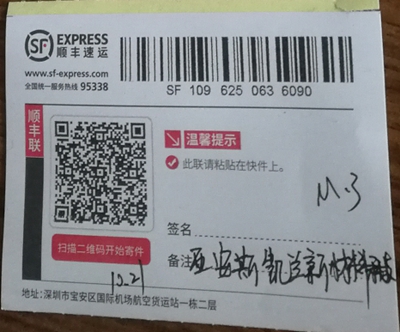 SF EXPRESS
顺丰速运
www.sf-express.com
全国统一服务热线 95338
SF 109 625 063 6090
顺丰联
温馨提示
此联请粘贴在快件上。
签名
扫描二维码开始寄件
备注
12.21
地址:深圳市宝安区国际机场航空货运站一栋二层